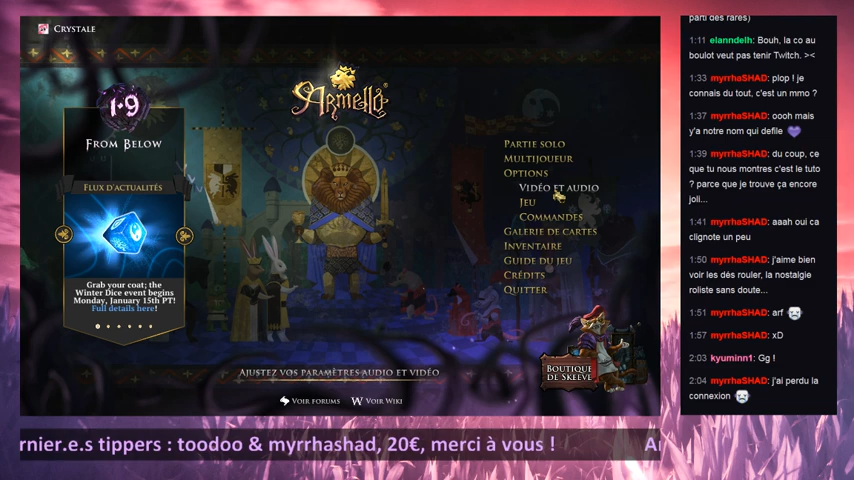 Crystale
1.9
From Below
Flux d'actualités
Grab your coat; the
Winter Dice event begins
Monday, January 15th PT!
Full details here!
Armello
Partie solo
Multijoueur
Options
Vidéo et audio
Jeu
Commandes
Galerie de cartes
Inventaire
Guide du jeu
Crédits
Quitter
Boutique
de Skeeve
Ajustez vos paramètres audio et vidéo
Voir forums
Voir Wiki
rnier.e.s tippers : toodoo & myrrhashad, 20€, merci à vous !
parti des rares)
1:11 elanndelh: Bouh, la co au
boulot veut pas tenir Twitch. ><
1:33 myrrhaSHAD: plop ! je
connais du tout, c'est un mmo ?
1:37 myrrhaSHAD: oooh mais
y'a notre nom qui defile
1:39 myrrhaSHAD: du coup, ce
que tu nous montres c'est le tuto
? parce que je trouve ça encore
joli...
1:41 myrrhaSHAD: aaah oui ca
clignote un peu
1:50 myrrhaSHAD: j'aime bien
voir les dés rouler, la nostalgie
roliste sans doute...
1:51 myrrhaSHAD: arf
1:57 myrrhaSHAD: xD
2:03 kyuminn1: Gg !
2:04 myrrhaSHAD: j'ai perdu la
connexion